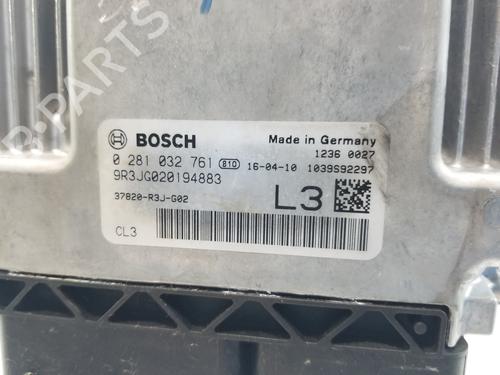 B-PARTS
BOSCH
Made in Germany
1236 0027
0 281 032 761 810 16-04-10 1039S92297
9R3JG020194883
37820-R3J-G02
L3
CL3